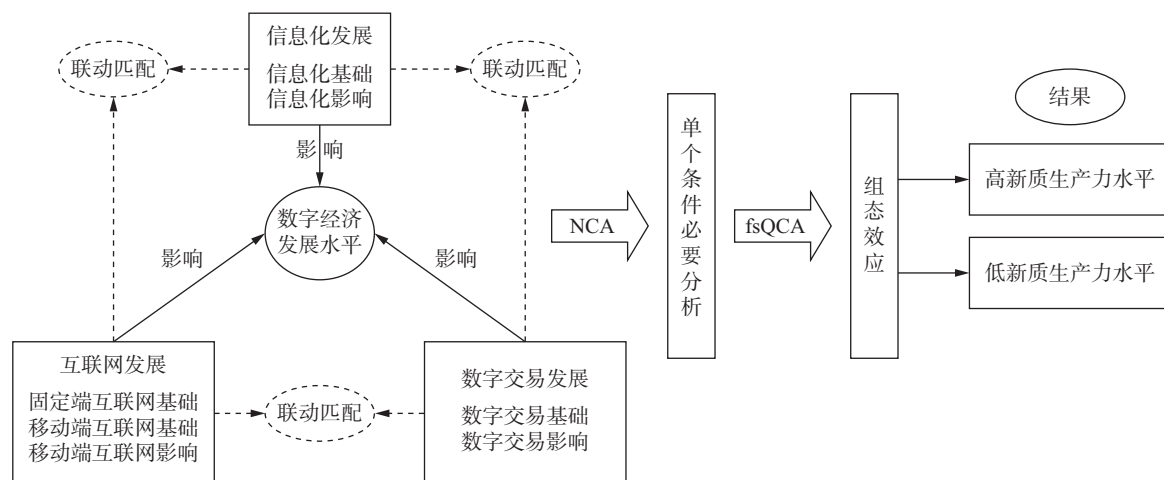 信息化发展
信息化基础
信息化影响
联动匹配
联动匹配
影响
数字经济
发展水平
影响
影响
互联网发展
固定端互联网基础
移动端互联网基础
移动端互联网影响
联动匹配
数字交易发展
数字交易基础
数字交易影响
NCA
单个条件必要分析
fsQCA
组态效应
结果
高新质生产力水平
低新质生产力水平